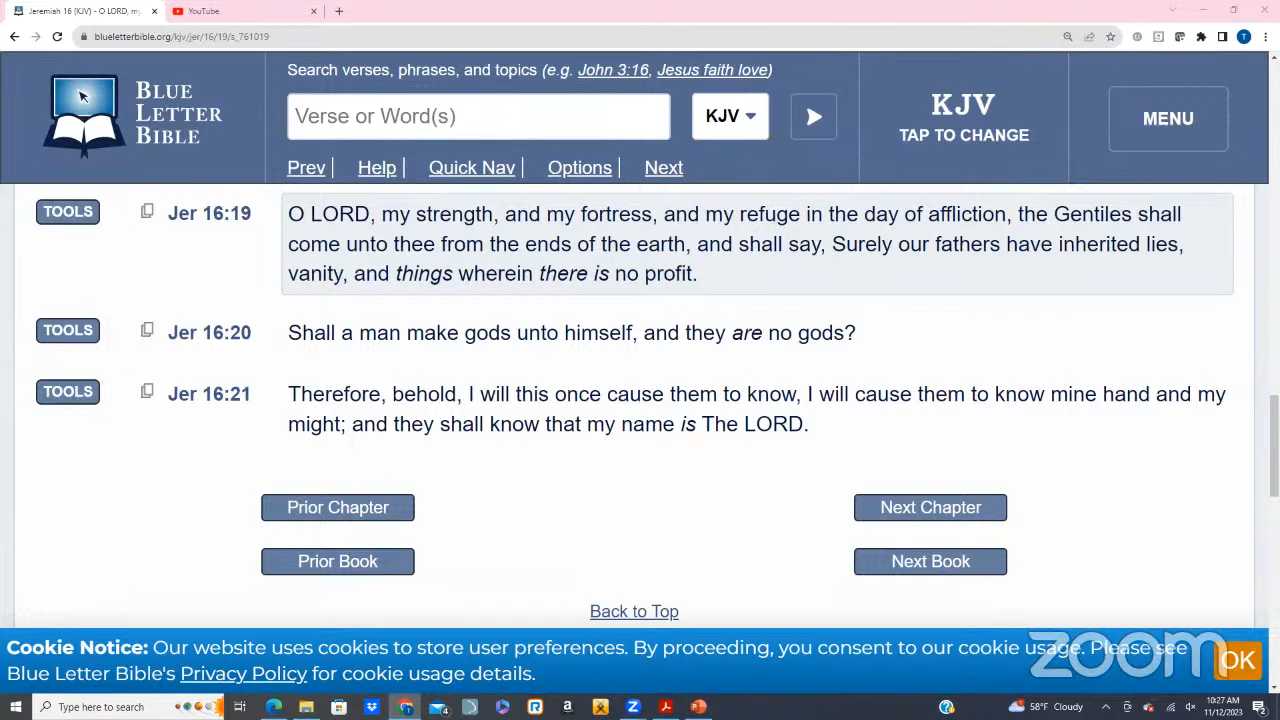 Jeremiah 16 (KJV) - O LORD, my
YouTube
blueletterbible.org/kjv/jer/16/19/s_761019
T
BLUE
LETTER
BIBLE
Search verses, phrases, and topics (e.g. John 3:16, Jesus faith love)
Verse or Word(s)
KJV
KJV
TAP TO CHANGE
MENU
Prev Help Quick Nav Options Next
TOOLS Jer 16:19 O LORD, my strength, and my fortress, and my refuge in the day of affliction, the Gentiles shall
come unto thee from the ends of the earth, and shall say, Surely our fathers have inherited lies,
vanity, and things wherein there is no profit.
TOOLS Jer 16:20 Shall a man make gods unto himself, and they are no gods?
TOOLS Jer 16:21 Therefore, behold, I will this once cause them to know, I will cause them to know mine hand and my
might; and they shall know that my name is The LORD.
Prior Chapter Next Chapter
Prior Book Next Book
Back to Top
Cookie Notice: Our website uses cookies to store user preferences. By proceeding, you consent to our cookie usage. Please see
Blue Letter Bible's Privacy Policy for cookie usage details.
OK
zoom
Type here to search
58°F Cloudy
10:27 AM
11/12/2023